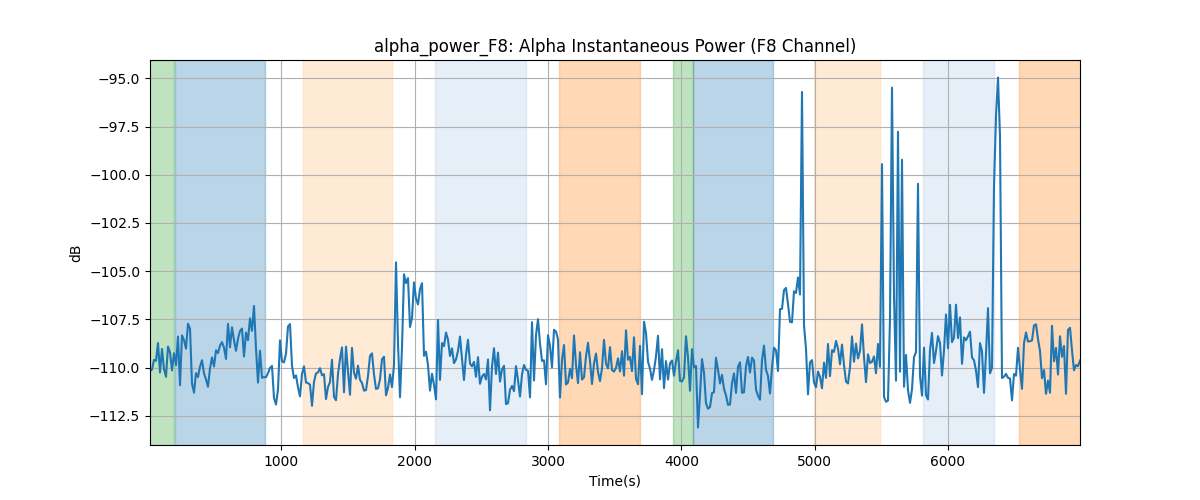 alpha_power_F8: Alpha Instantaneous Power (F8 Channel)
−95.0
−97.5
−100.0
−102.5
−105.0
−107.5
−110.0
−112.5
dB
1000 2000 3000 4000 5000 6000
Time(s)